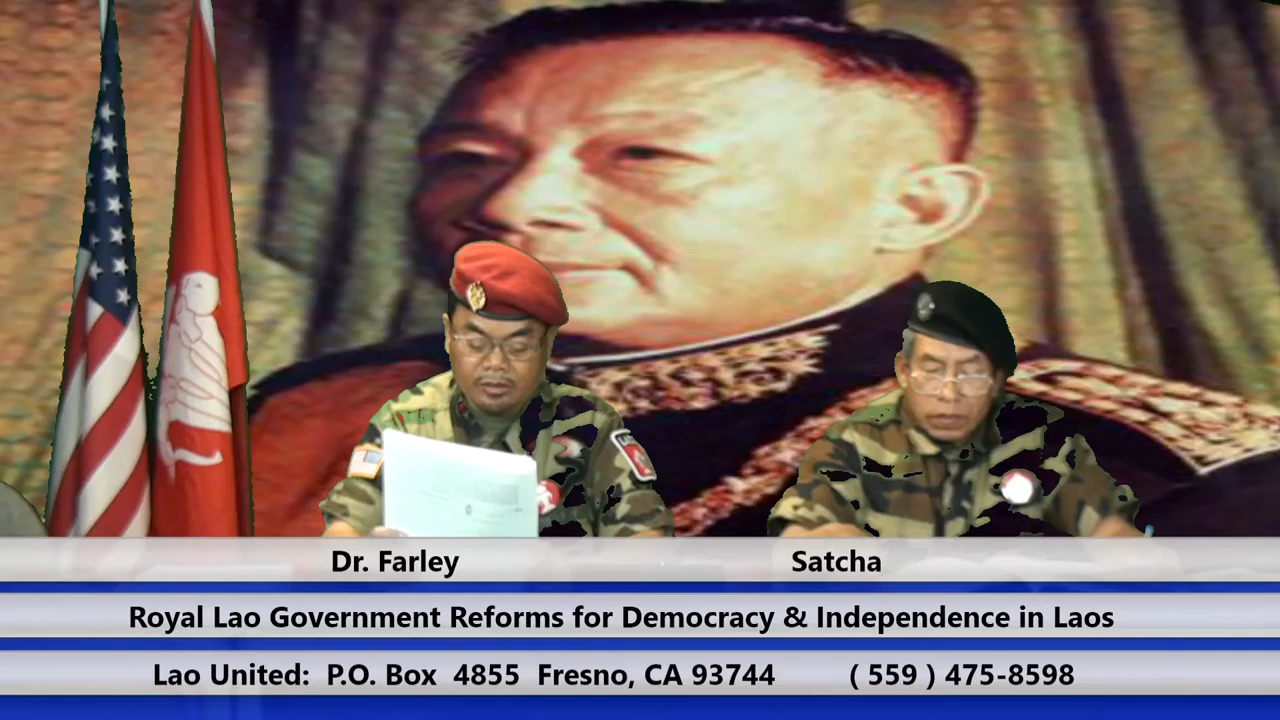 Dr. Farley Satcha
Royal Lao Government Reforms for Democracy & Independence in Laos
Lao United: P.O. Box 4855 Fresno, CA 93744 ( 559 ) 475-8598